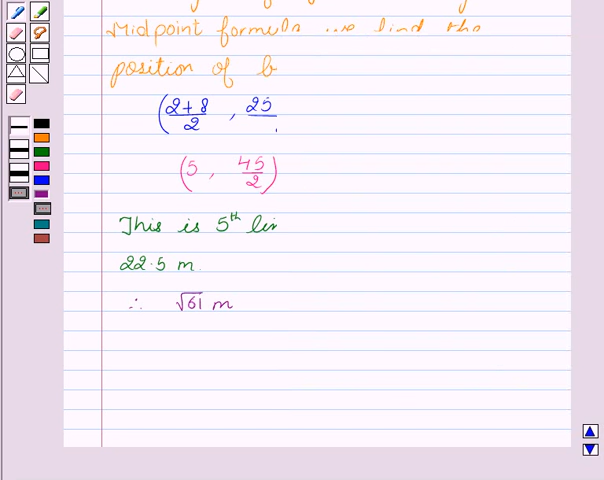 Midpoint formula we find the
position of b
(2+8/2 , 25
(5 , 45/2)
This is 5th lin
22.5 m
∴ √61 m